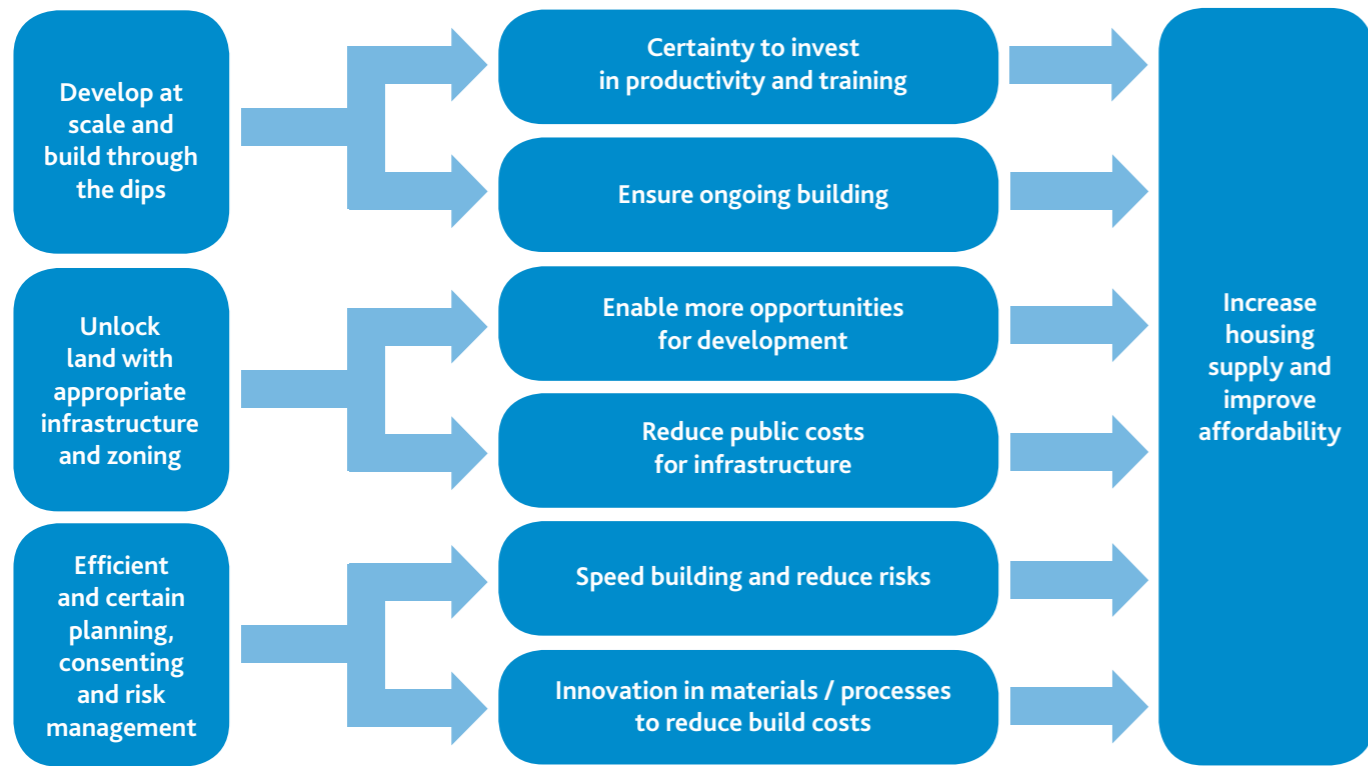 Develop at
scale and
build through
the dips
Certainty to invest
in productivity and training
Ensure ongoing building
Unlock
land with
appropriate
infrastructure
and zoning
Enable more opportunities
for development
Reduce public costs
for infrastructure
Efficient
and certain
planning,
consenting
and risk
management
Speed building and reduce risks
Innovation in materials / processes
to reduce build costs
Increase
housing
supply and
improve
affordability